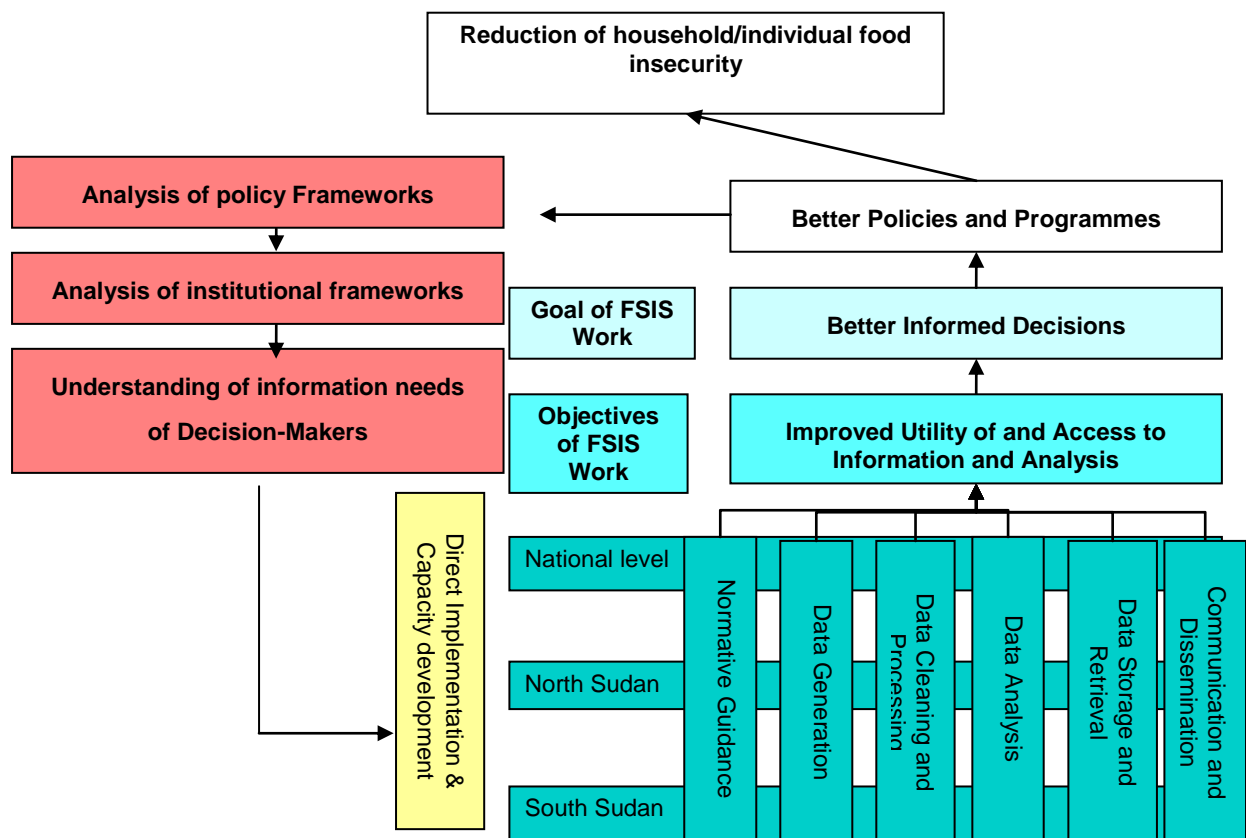 Reduction of household/individual food
insecurity
Analysis of policy Frameworks
Better Policies and Programmes
Analysis of institutional frameworks
Goal of FSIS
Work
Better Informed Decisions
Understanding of information needs
of Decision-Makers
Objectives
of FSIS
Work
Improved Utility of and Access to
Information and Analysis
Direct Implementation &
Capacity development
National level
North Sudan
South Sudan
Normative Guidance
Data Generation
Data Cleaning and
Processing
Data Analysis
Data Storage and
Retrieval
Communication and
Dissemination